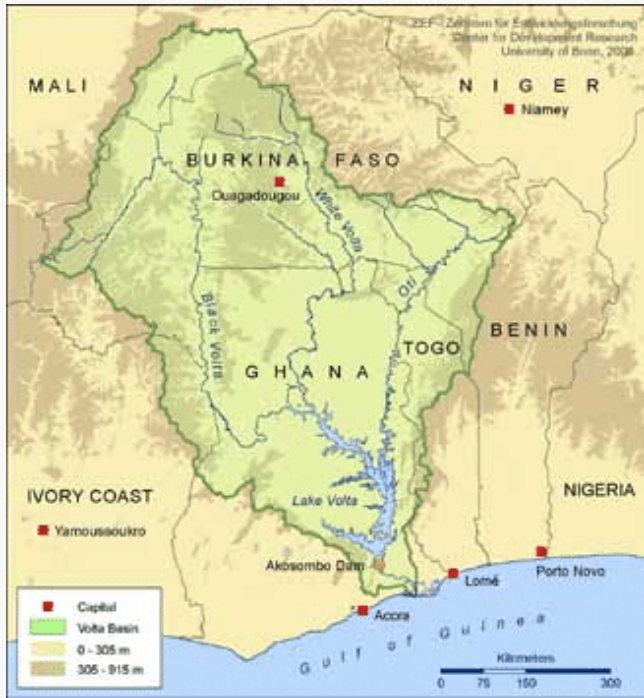 ZEF - Zentrum für Entwicklungsforschung
Center for Development Research
University of Bonn,
MALI
NIGER
Niamey
BURKINA FASO
Ouagadougou
White Volta
Oti
Black Volta
BENIN
TOGO
GHANA
IVORY COAST
NIGERIA
Lake Volta
Yamoussoukro
Akosombo Dam
Porto Novo
Lomé
Accra
Gulf of Guinea
Capital
Volta Basin
0 - 305 m
305 - 915 m
Kilometers
0 75 150 300